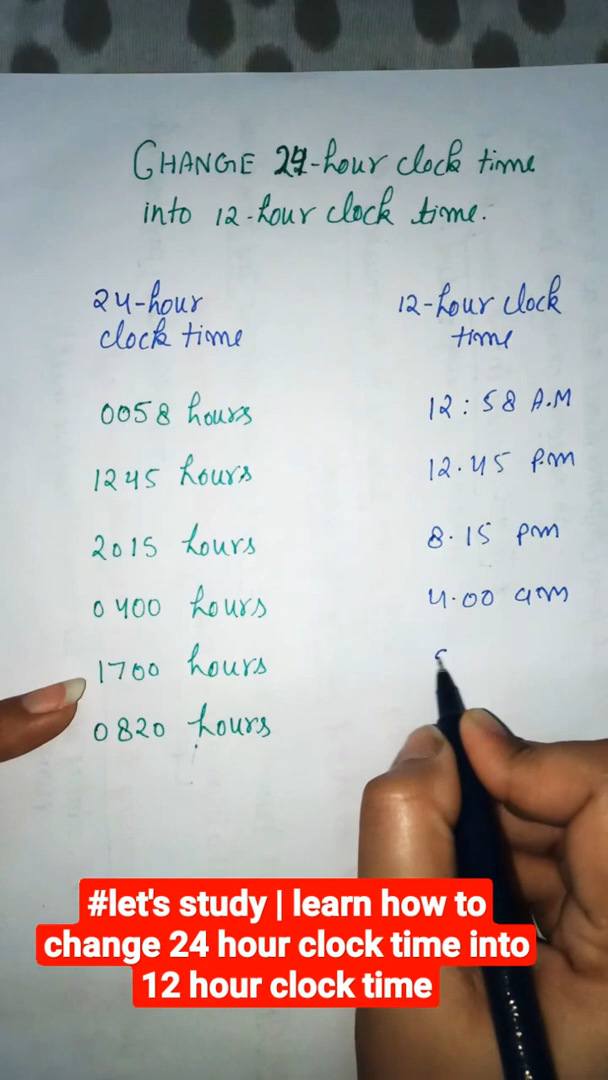 CHANGE 24-hour clock time
into 12-hour clock time.
24-hour 12-hour clock
clock time time
0058 hours 12:58 A.M
1245 hours 12.45 P.m
2015 hours 8.15 pm
0400 hours 4.00 am
1700 hours
0820 hours
#let's study | learn how to
change 24 hour clock time into
12 hour clock time